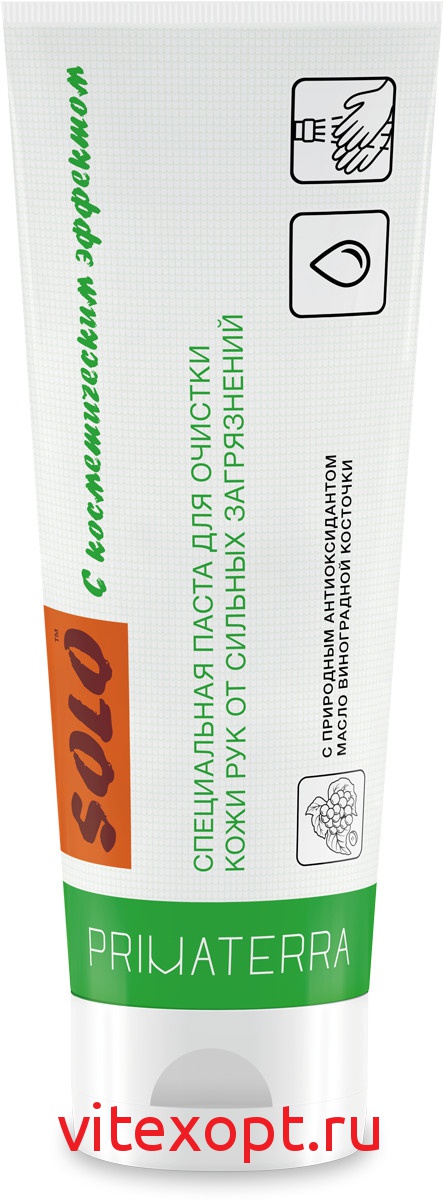 SOLO™
С косметическим эффектом
СПЕЦИАЛЬНАЯ ПАСТА ДЛЯ ОЧИСТКИ
КОЖИ РУК ОТ СИЛЬНЫХ ЗАГРЯЗНЕНИЙ
С ПРИРОДНЫМ АНТИОКСИДАНТОМ
МАСЛО ВИНОГРАДНОЙ КОСТОЧКИ
PRIMATERRA
vitexopt.ru